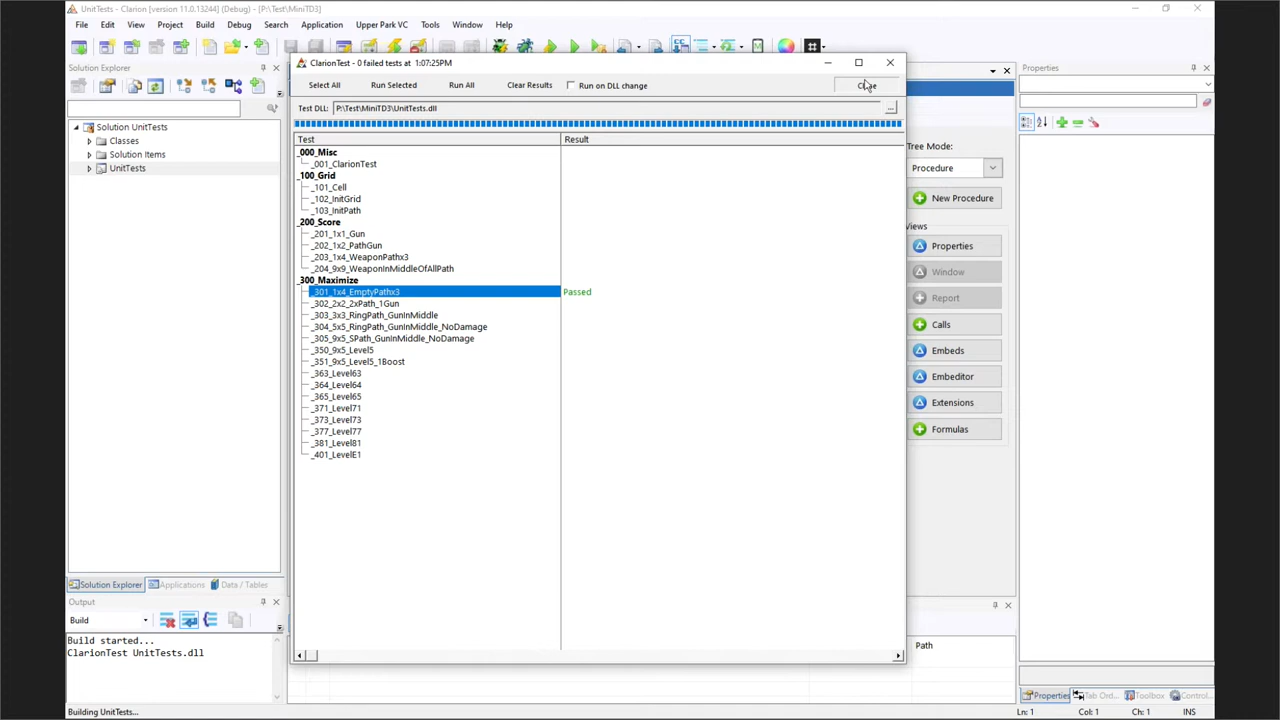 UnitTests - Clarion [version 11.0.13244] (Debug) - [P:\Test\MiniTD3]
File Edit View Project Build Debug Search Application Upper Park VC Tools Window Help
Solution Explorer
Solution UnitTests
Classes
Solution Items
UnitTests
Solution Explorer Applications Data / Tables
Output
Build
Build started...
ClarionTest UnitTests.dll
Building UnitTests...
ClarionTest - 0 failed tests at 1:07:25PM
Select All Run Selected Run All Clear Results Run on DLL change
Test DLL: P:\Test\MiniTD3\UnitTests.dll ...
Test Result
_000_Misc
_001_ClarionTest
_100_Grid
_101_Cell
_102_InitGrid
_103_InitPath
_200_Score
_201_1x1_Gun
_202_1x2_PathGun
_203_1x4_WeaponPathx3
_204_9x9_WeaponInMiddleOfAllPath
_300_Maximize
_301_1x4_EmptyPathx3 Passed
_302_2x2_2xPath_1Gun
_303_3x3_RingPath_GunInMiddle
_304_5x5_RingPath_GunInMiddle_NoDamage
_305_9x5_SPath_GunInMiddle_NoDamage
_350_9x5_Level5
_351_9x5_Level5_1Boost
_363_Level63
_364_Level64
_365_Level65
_371_Level71
_373_Level73
_377_Level77
_381_Level81
_401_LevelE1
Tree Mode:
Procedure
New Procedure
Views
Properties
Window
Report
Calls
Embeds
Embeditor
Extensions
Formulas
Path
Properties
Properties Tab Ord... Toolbox Control...
Ln: 1 Col: 1 Ch: 1 INS